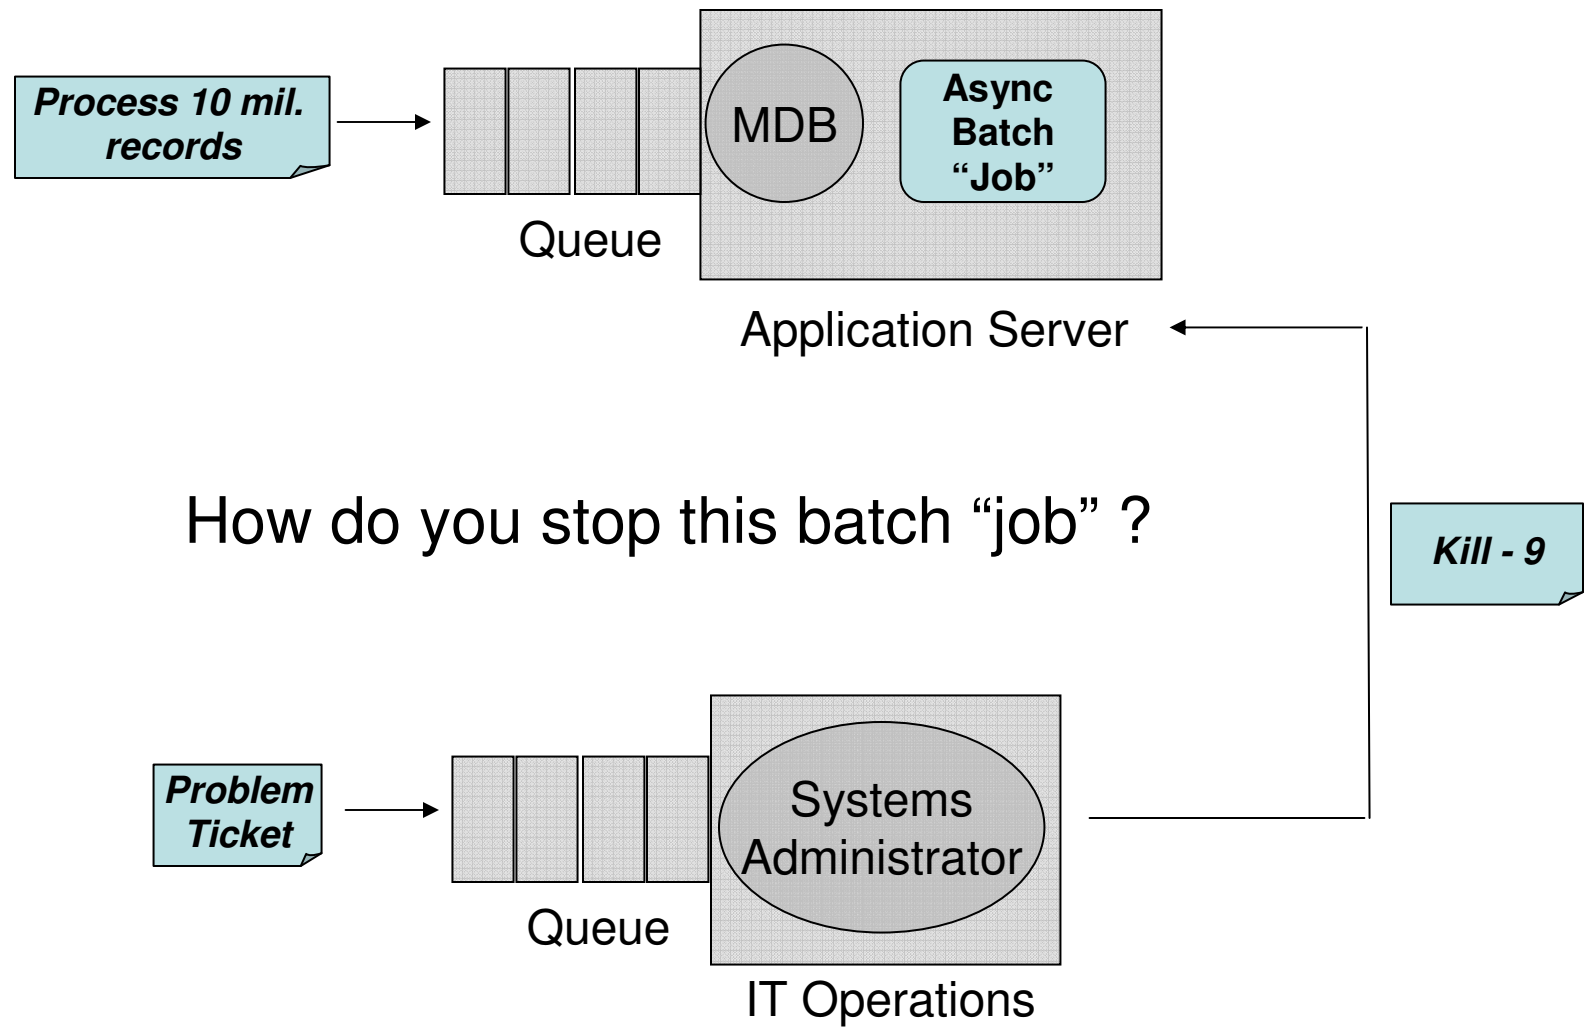 Process 10 mil.
records
MDB
Async
Batch
“Job”
Queue
Application Server
How do you stop this batch “job” ?
Kill - 9
Problem
Ticket
Systems
Administrator
Queue
IT Operations